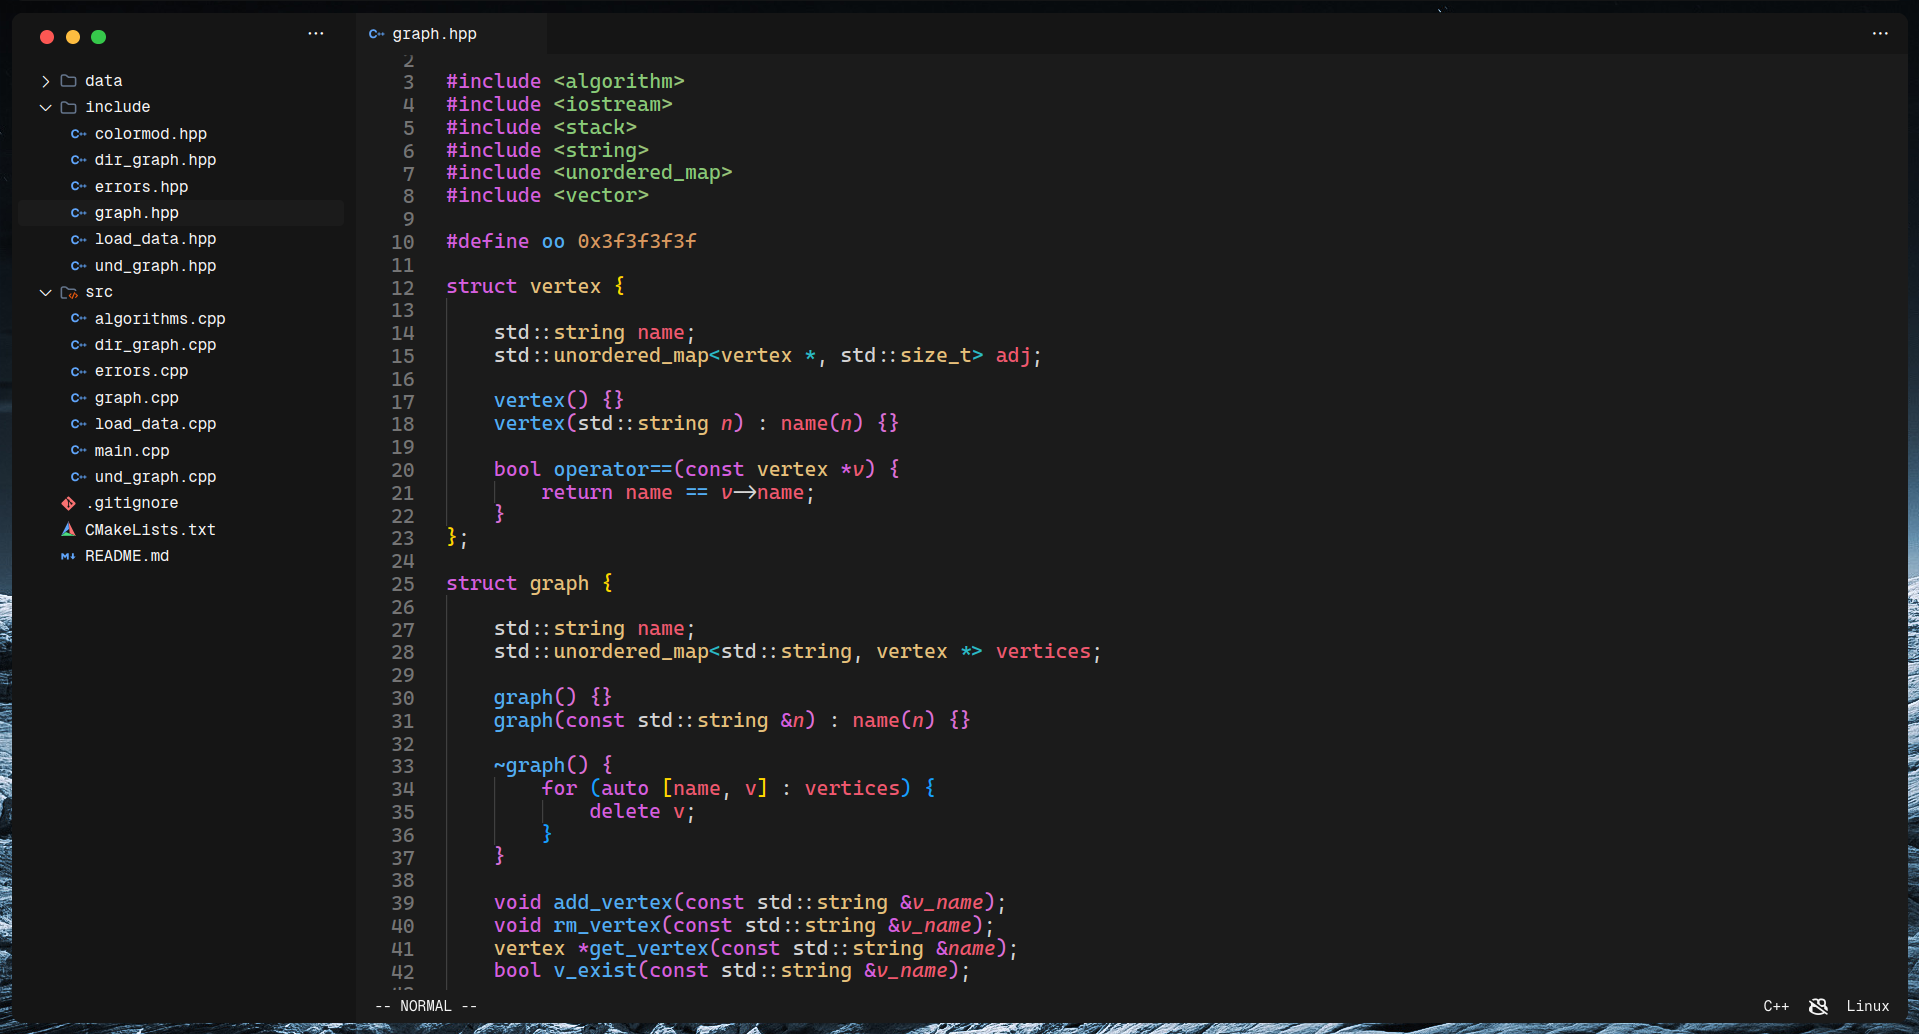 ···
data
include
C++ colormod.hpp
C++ dir_graph.hpp
C++ errors.hpp
C++ graph.hpp
C++ load_data.hpp
C++ und_graph.hpp
src
C++ algorithms.cpp
C++ dir_graph.cpp
C++ errors.cpp
C++ graph.cpp
C++ load_data.cpp
C++ main.cpp
C++ und_graph.cpp
.gitignore
CMakeLists.txt
M↓ README.md
C++ graph.hpp ···
2
3 #include <algorithm>
4 #include <iostream>
5 #include <stack>
6 #include <string>
7 #include <unordered_map>
8 #include <vector>
9
10 #define oo 0x3f3f3f3f
11
12 struct vertex {
13
14     std::string name;
15     std::unordered_map<vertex *, std::size_t> adj;
16
17     vertex() {}
18     vertex(std::string n) : name(n) {}
19
20     bool operator==(const vertex *v) {
21         return name == v->name;
22     }
23 };
24
25 struct graph {
26
27     std::string name;
28     std::unordered_map<std::string, vertex *> vertices;
29
30     graph() {}
31     graph(const std::string &n) : name(n) {}
32
33     ~graph() {
34         for (auto [name, v] : vertices) {
35             delete v;
36         }
37     }
38
39     void add_vertex(const std::string &v_name);
40     void rm_vertex(const std::string &v_name);
41     vertex *get_vertex(const std::string &name);
42     bool v_exist(const std::string &v_name);
-- NORMAL -- C++ Linux